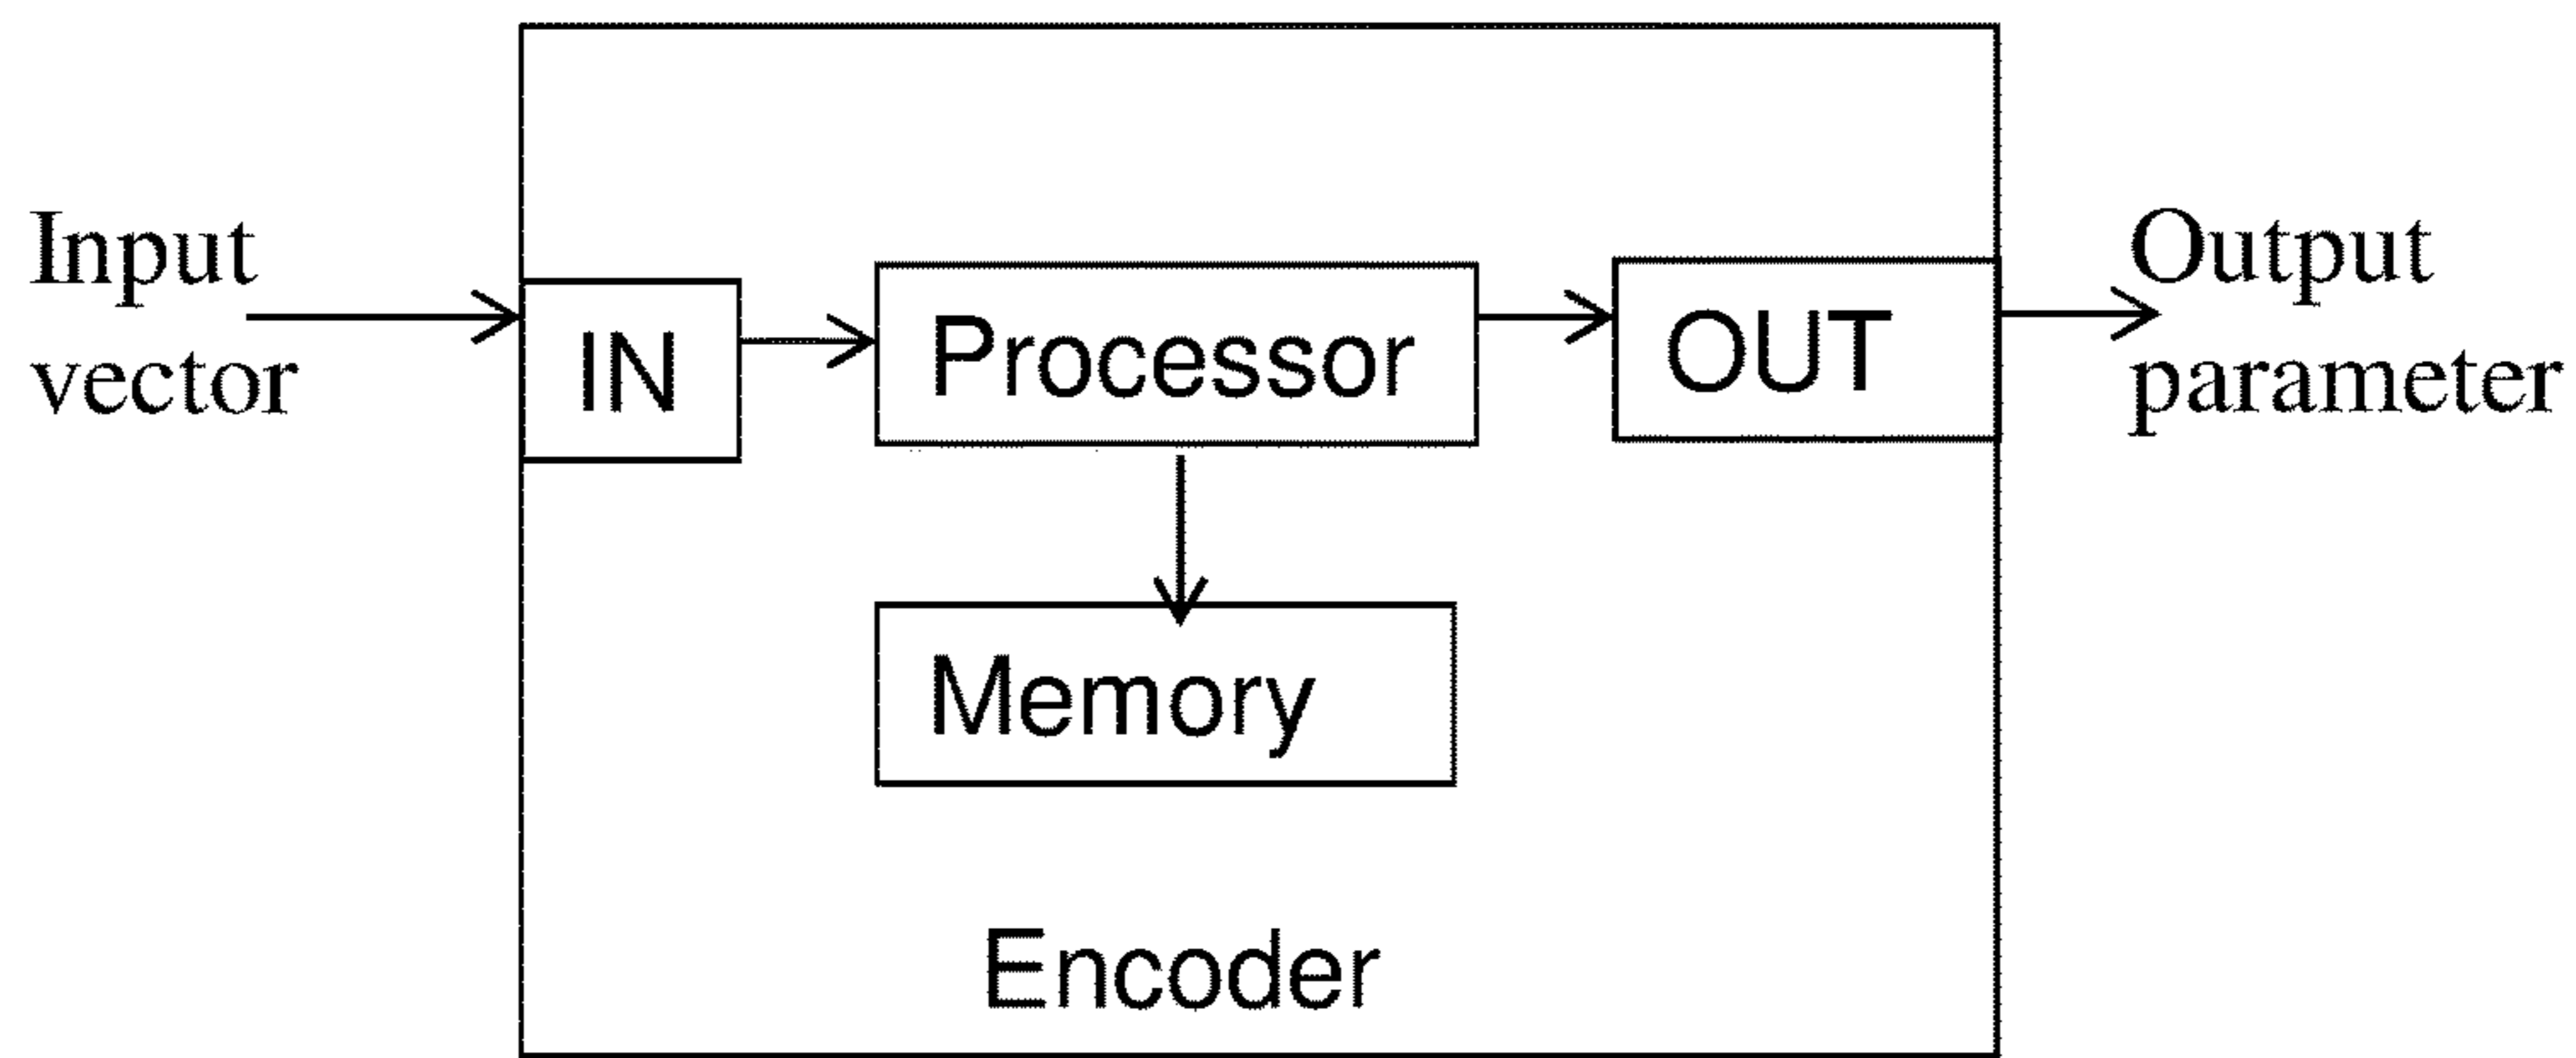 Input
vector
IN
Processor
OUT
Output
parameter
Memory
Encoder